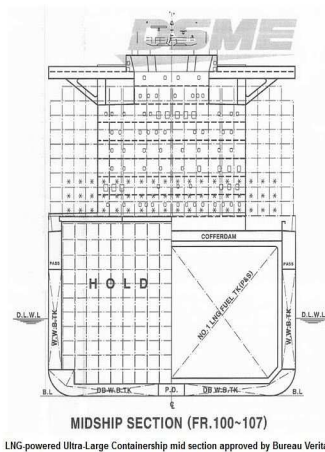 DSME
COFFERDAM
PASS
PASS
HOLD
NO.1 LNG FUEL TK(P&S)
D.L.W.L
D.L.W.L
W.W.B.TK
W.W.B.TK
B.L
DB.W.B.TK
P.D.
DB.W.B.TK
B.L
MIDSHIP SECTION (FR.100~107)
LNG-powered Ultra-Large Containership mid section approved by Bureau Verita